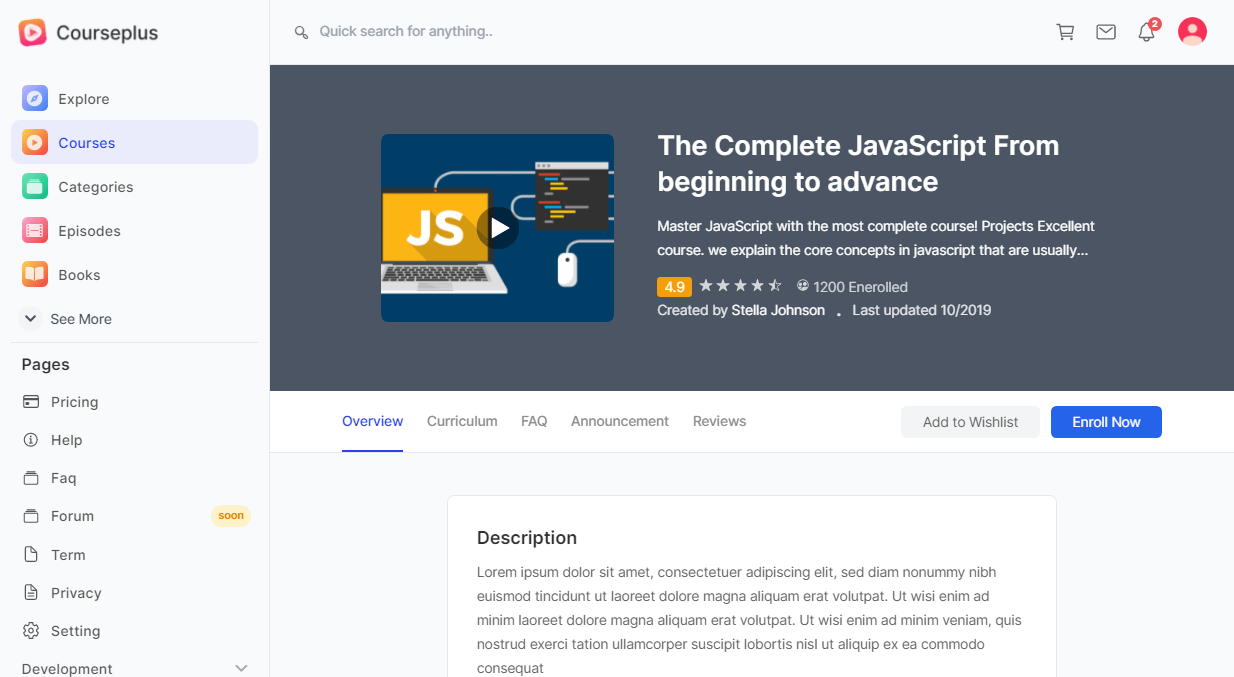 Courseplus
Quick search for anything..
2
Explore
Courses
Categories
Episodes
Books
See More
Pages
Pricing
Help
Faq
Forum
soon
Term
Privacy
Setting
Development
JS
The Complete JavaScript From
beginning to advance
Master JavaScript with the most complete course! Projects Excellent
course. we explain the core concepts in javascript that are usually...
4.9
1200 Enerolled
Created by Stella Johnson . Last updated 10/2019
Overview
Curriculum
FAQ
Announcement
Reviews
Add to Wishlist
Enroll Now
Description
Lorem ipsum dolor sit amet, consectetuer adipiscing elit, sed diam nonummy nibh
euismod tincidunt ut laoreet dolore magna aliquam erat volutpat. Ut wisi enim ad
minim laoreet dolore magna aliquam erat volutpat. Ut wisi enim ad minim veniam, quis
nostrud exerci tation ullamcorper suscipit lobortis nisl ut aliquip ex ea commodo
consequat